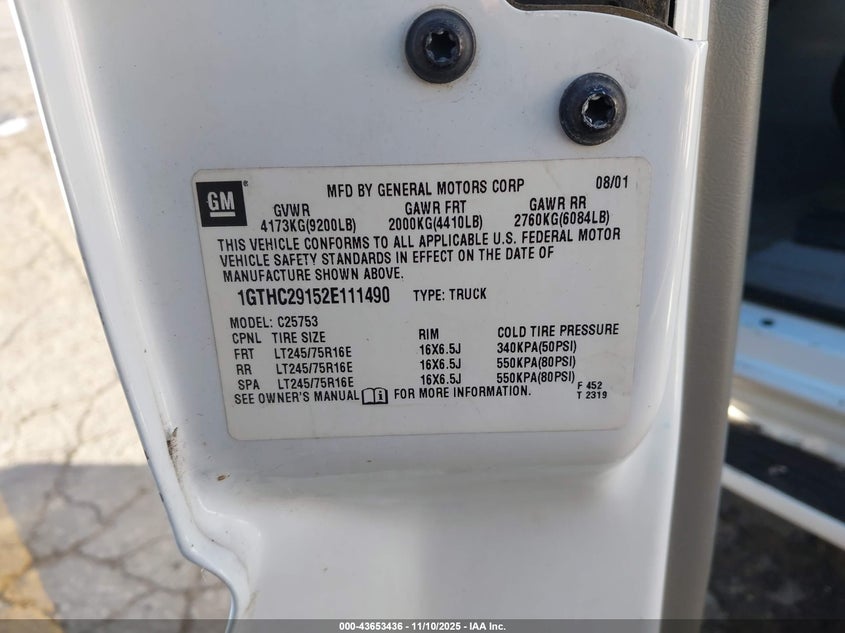 GM
MFD BY GENERAL MOTORS CORP 08/01
GVWR GAWR FRT GAWR RR
4173KG(9200LB) 2000KG(4410LB) 2760KG(6084LB)
THIS VEHICLE CONFORMS TO ALL APPLICABLE U.S. FEDERAL MOTOR
VEHICLE SAFETY STANDARDS IN EFFECT ON THE DATE OF
MANUFACTURE SHOWN ABOVE.
1GTHC29152E111490 TYPE: TRUCK
MODEL: C25753
CPNL TIRE SIZE RIM COLD TIRE PRESSURE
FRT LT245/75R16E 16X6.5J 340KPA(50PSI)
RR LT245/75R16E 16X6.5J 550KPA(80PSI)
SPA LT245/75R16E 16X6.5J 550KPA(80PSI)
SEE OWNER'S MANUAL FOR MORE INFORMATION.
F 452
T 2319
000-43653436 - 11/10/2025 - IAA Inc.